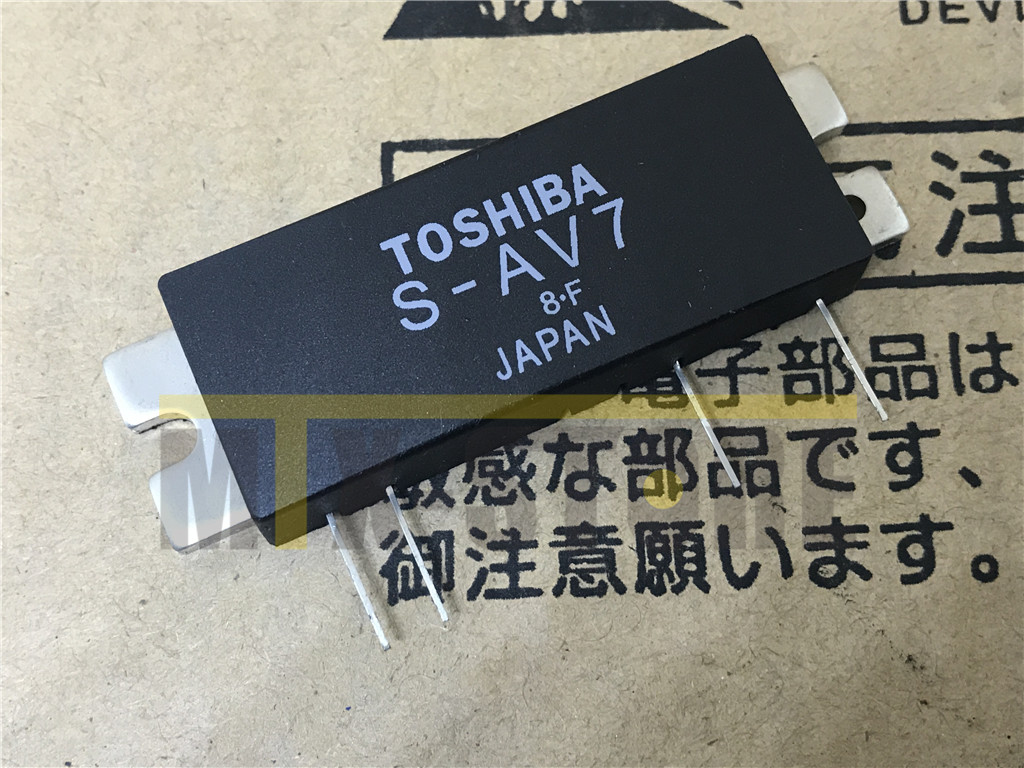 DEVI
TOSHIBA
S-AV7
8·F
JAPAN
注
電子部品は
敏感な部品です、
御注意願います。